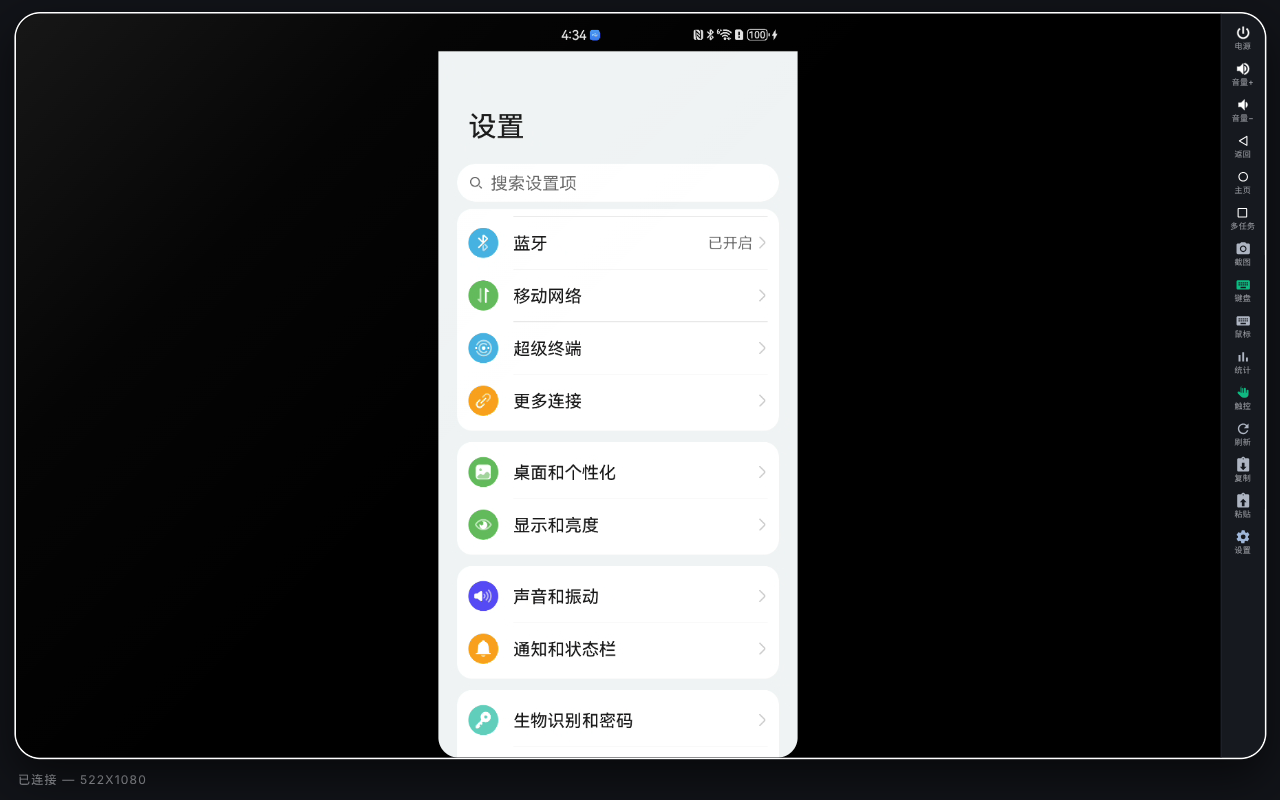 4:34
100
设置
搜索设置项
蓝牙 已开启
移动网络
超级终端
更多连接
桌面和个性化
显示和亮度
声音和振动
通知和状态栏
生物识别和密码
电源
音量+
音量-
返回
主页
多任务
截图
键盘
鼠标
统计
触控
刷新
复制
粘贴
设置
已连接 — 522X1080